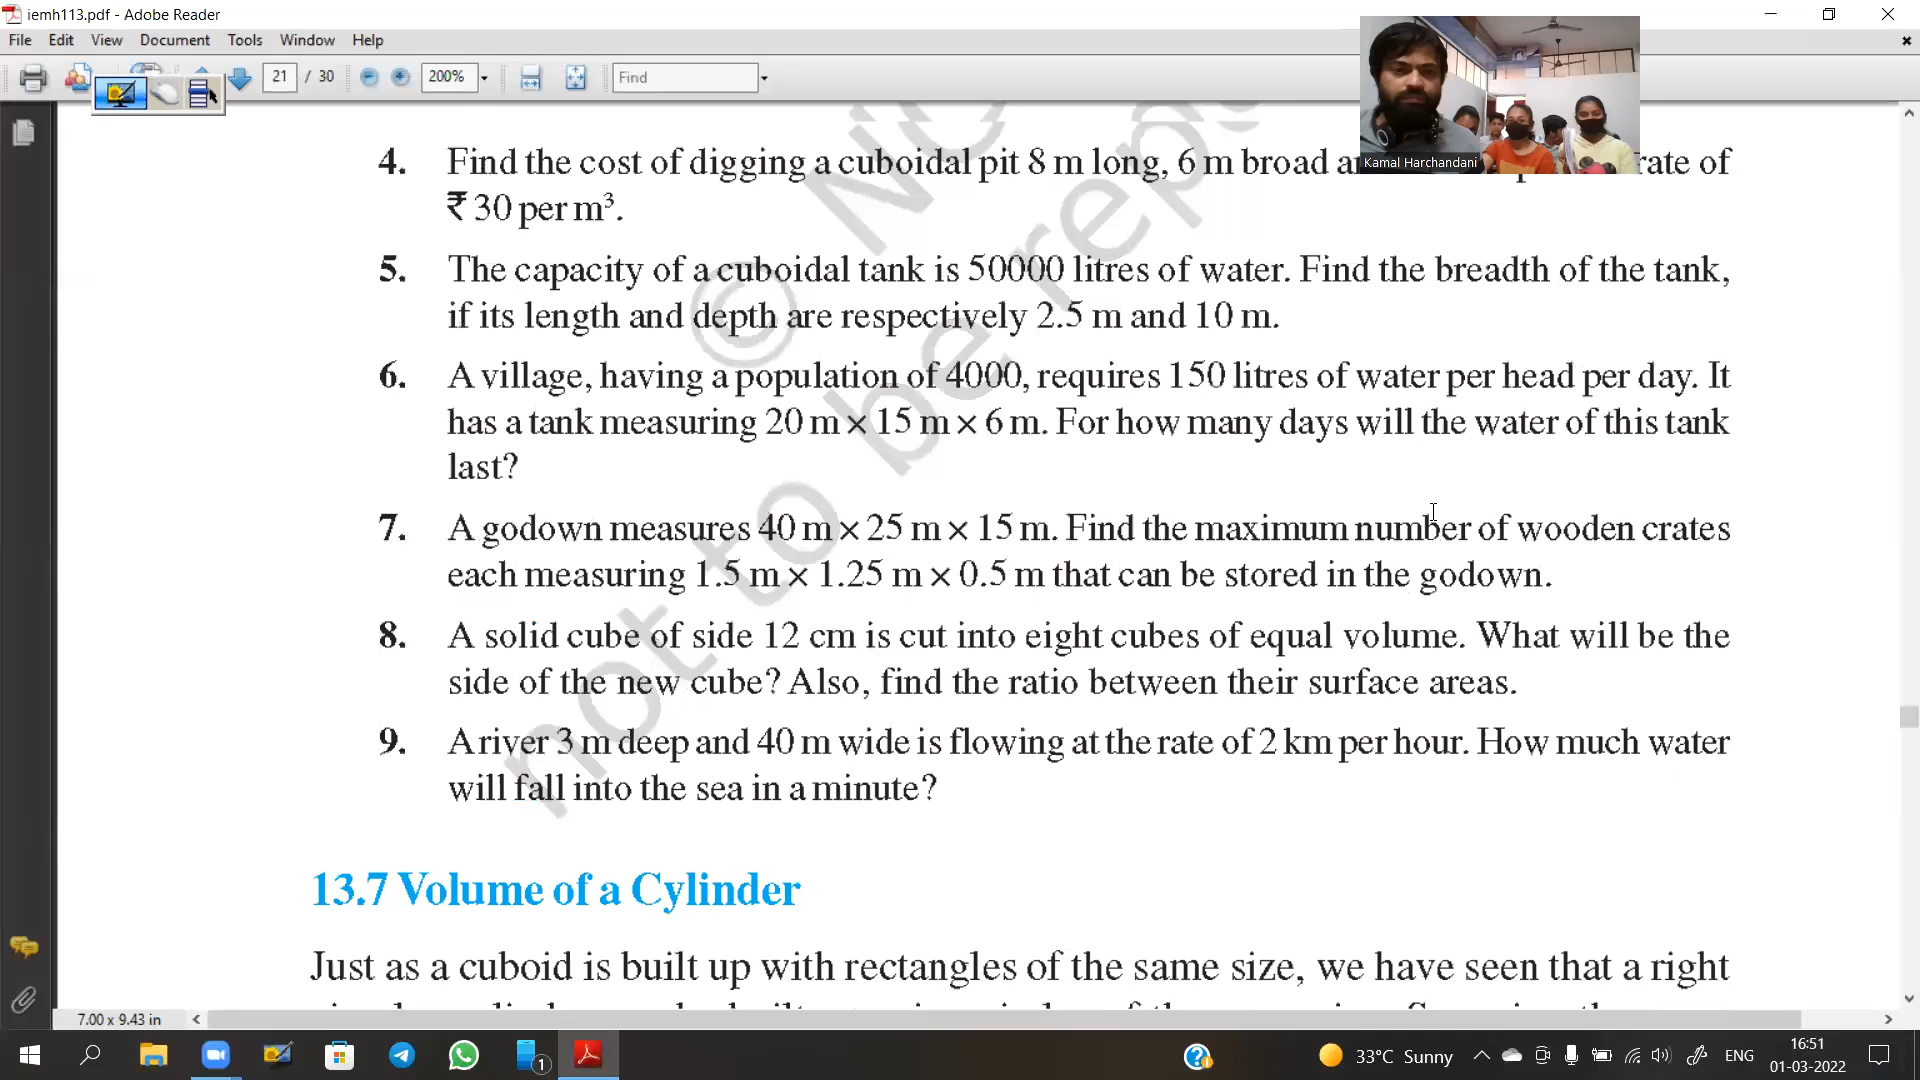 iemh113.pdf - Adobe Reader
File Edit View Document Tools Window Help
21 / 30 200% Find
Kamal Harchandani
4. Find the cost of digging a cuboidal pit 8 m long, 6 m broad rate of
₹ 30 per m³.
5. The capacity of a cuboidal tank is 50000 litres of water. Find the breadth of the tank,
if its length and depth are respectively 2.5 m and 10 m.
6. A village, having a population of 4000, requires 150 litres of water per head per day. It
has a tank measuring 20 m × 15 m × 6 m. For how many days will the water of this tank
last?
7. A godown measures 40 m × 25 m × 15 m. Find the maximum number of wooden crates
each measuring 1.5 m × 1.25 m × 0.5 m that can be stored in the godown.
8. A solid cube of side 12 cm is cut into eight cubes of equal volume. What will be the
side of the new cube? Also, find the ratio between their surface areas.
9. A river 3 m deep and 40 m wide is flowing at the rate of 2 km per hour. How much water
will fall into the sea in a minute?
© NC
not to be rep
13.7 Volume of a Cylinder
Just as a cuboid is built up with rectangles of the same size, we have seen that a right
7.00 x 9.43 in
1
33°C Sunny
ENG
16:51
01-03-2022